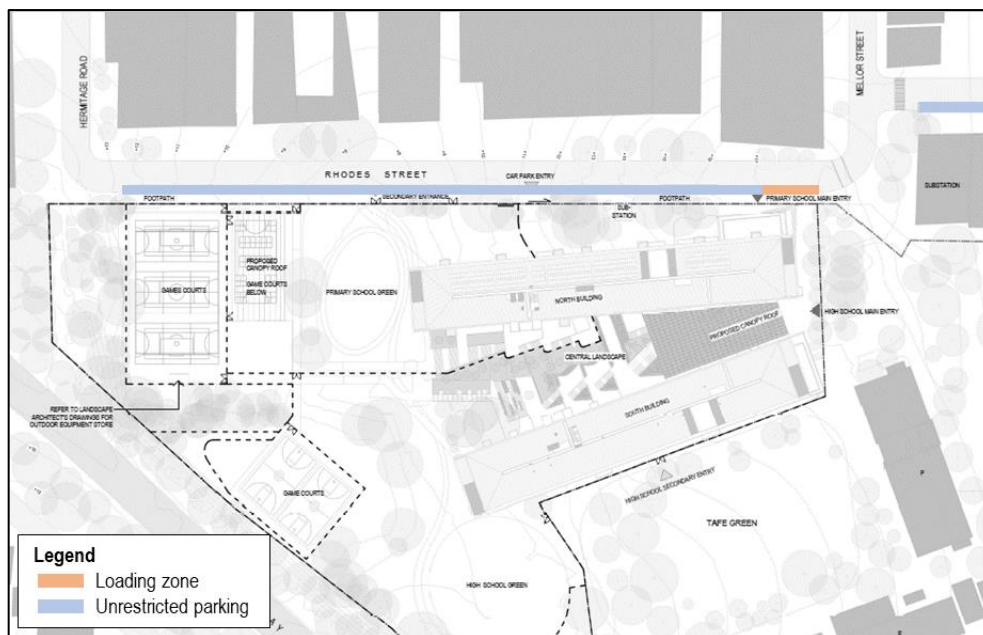 HERMITAGE ROAD
MELLOR STREET
RHODES STREET
CAR PARK ENTRY
SUBSTATION
FOOTPATH
SECONDARY ENTRANCE
SUB-
STATION
FOOTPATH
PRIMARY SCHOOL MAIN ENTRY
PROPOSED
CANOPY ROOF
GAME COURTS
BELOW
GAMES COURTS
PRIMARY SCHOOL GREEN
NORTH BUILDING
PROPOSED CANOPY ROOF
HIGH SCHOOL MAIN ENTRY
CENTRAL LANDSCAPE
SOUTH BUILDING
REFER TO LANDSCAPE
ARCHITECT'S DRAWINGS FOR
OUTDOOR EQUIPMENT STORE
GAME COURTS
HIGH SCHOOL SECONDARY ENTRY
P
TAFE GREEN
HIGH SCHOOL GREEN
Legend
Loading zone
Unrestricted parking